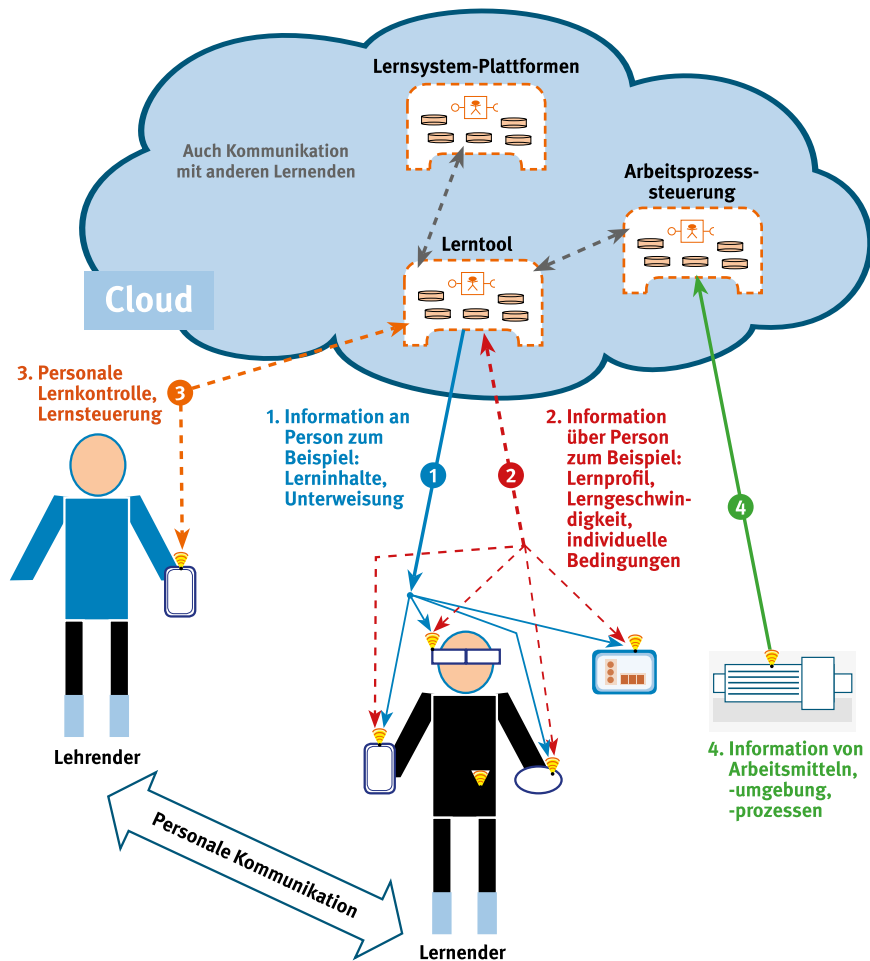 Lernsystem-Plattformen
Auch Kommunikation
mit anderen Lernenden
Arbeitsprozess-
steuerung
Lerntool
Cloud
3. Personale
Lernkontrolle,
Lernsteuerung
3
1. Information an
Person zum
Beispiel:
Lerninhalte,
Unterweisung
1
2. Information
über Person
zum Beispiel:
Lernprofil,
Lerngeschwin-
digkeit,
individuelle
Bedingungen
2
4
Lehrender
4. Information von
Arbeitsmitteln,
-umgebung,
-prozessen
Personale Kommunikation
Lernender